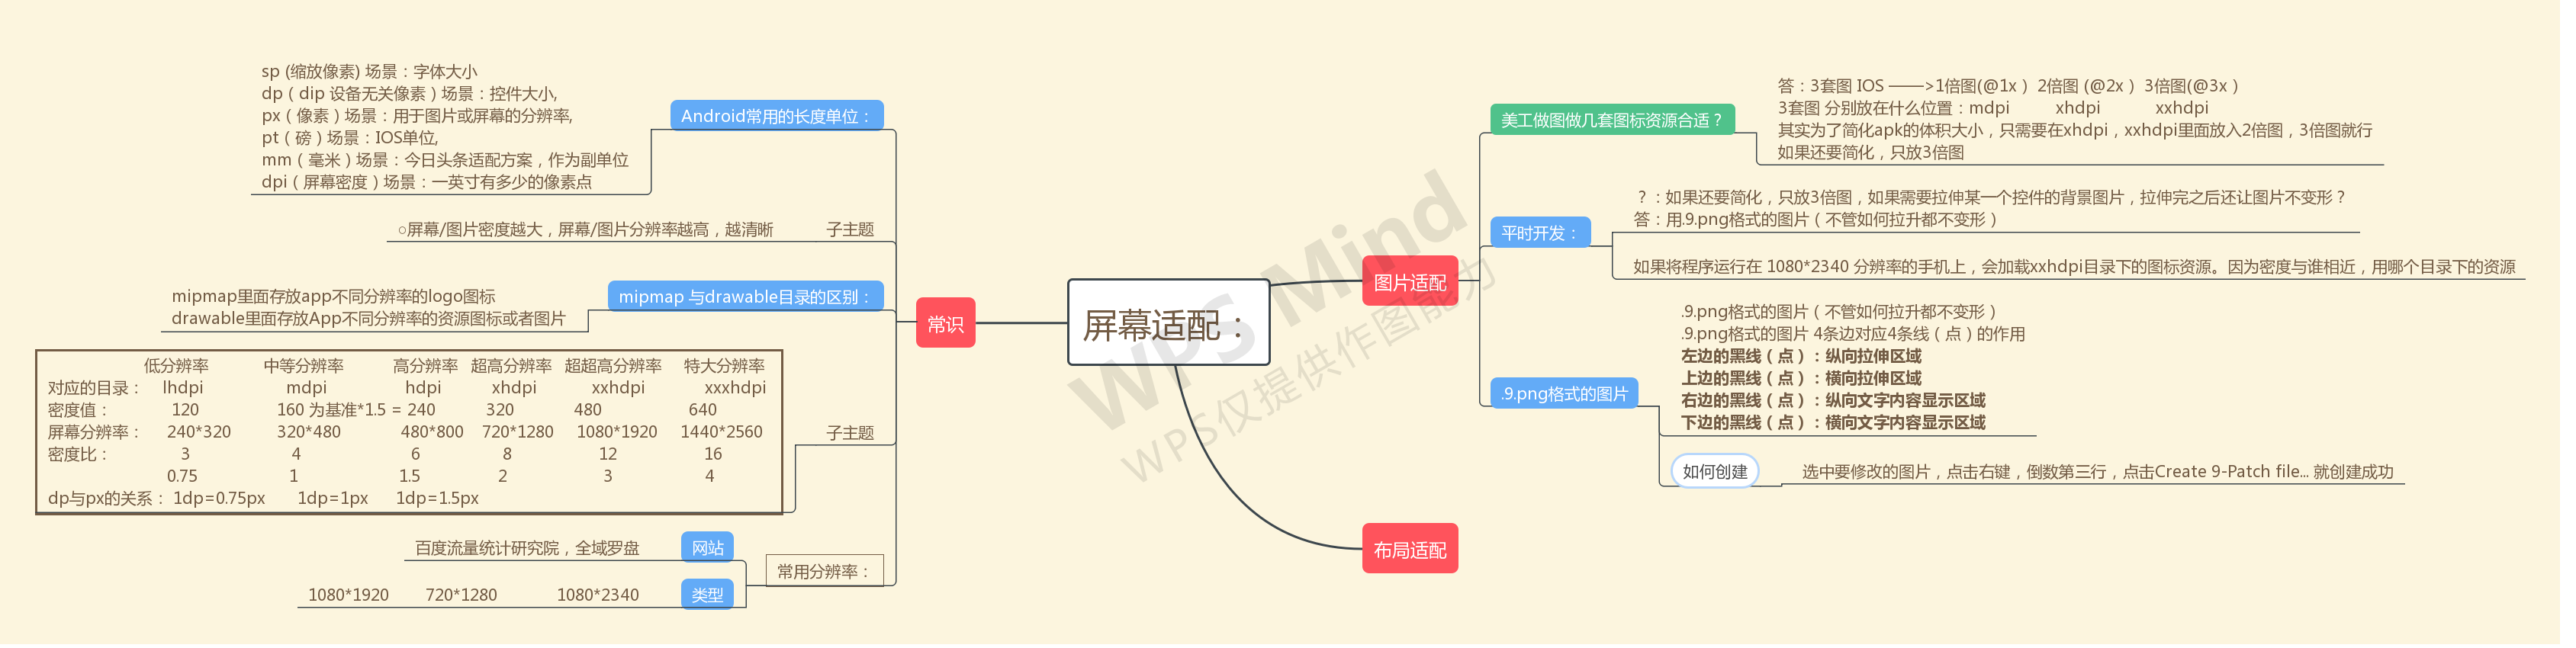 屏幕适配：
常识
Android常用的长度单位：
sp (缩放像素) 场景：字体大小
dp（ dip 设备无关像素 ) 场景：控件大小,
px（ 像素 ) 场景：用于图片或屏幕的分辨率,
pt（ 磅 ) 场景：IOS单位,
mm（ 毫米 ) 场景：今日头条适配方案，作为副单位
dpi（ 屏幕密度 ) 场景：一英寸有多少的像素点
子主题
○屏幕/图片密度越大，屏幕/图片分辨率越高，越清晰
mipmap 与drawable目录的区别：
mipmap里面存放app不同分辨率的logo图标
drawable里面存放App不同分辨率的资源图标或者图片
子主题
低分辨率 中等分辨率 高分辨率 超高分辨率 超超高分辨率 特大分辨率
对应的目录： lhdpi mdpi hdpi xhdpi xxhdpi xxxhdpi
密度值： 120 160 为基准*1.5 = 240 320 480 640
屏幕分辨率： 240*320 320*480 480*800 720*1280 1080*1920 1440*2560
密度比： 3 4 6 8 12 16
0.75 1 1.5 2 3 4
dp与px的关系： 1dp=0.75px 1dp=1px 1dp=1.5px
常用分辨率：
网站
百度流量统计研究院，全域罗盘
类型
1080*1920 720*1280 1080*2340
图片适配
美工做图做几套图标资源合适？
答：3套图 IOS ——>1倍图(@1x ) 2倍图 (@2x ) 3倍图(@3x )
3套图 分别放在什么位置：mdpi xhdpi xxhdpi
其实为了简化apk的体积大小，只需要在xhdpi，xxhdpi里面放入2倍图，3倍图就行
如果还要简化，只放3倍图
平时开发：
？：如果还要简化，只放3倍图，如果需要拉伸某一个控件的背景图片，拉伸完之后还让图片不变形？
答：用.9.png格式的图片（ 不管如何拉升都不变形 )
如果将程序运行在 1080*2340 分辨率的手机上，会加载xxhdpi目录下的图标资源。因为密度与谁相近，用哪个目录下的资源
.9.png格式的图片
.9.png格式的图片（ 不管如何拉升都不变形 )
.9.png格式的图片 4条边对应4条线（ 点 ) 的作用
左边的黑线（ 点 )：纵向拉伸区域
上边的黑线（ 点 )：横向拉伸区域
右边的黑线（ 点 )：纵向文字内容显示区域
下边的黑线（ 点 )：横向文字内容显示区域
如何创建
选中要修改的图片，点击右键，倒数第三行，点击Create 9-Patch file... 就创建成功
布局适配
WPS Mind
WPS仅提供作图能力